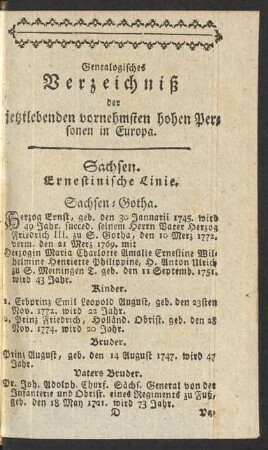 Genealogisches
Verzeichniß
der
jetztlebenden vornehmsten hohen Per-
sonen in Europa.
Sachsen.
Ernestinische Linie.
Sachsen-Gotha.
Herzog Ernst, geb. den 30 Jannarii 1745. wird
49 Jahr. succed. seinem Herrn Vater Herzog
Friedrich III. zu S. Gotha, den 10 Merz 1772.
verm. den 21 Merz 1769. mit
Herzogin Maria Charlotte Amalie Ernestine Wil-
helmine Henriette Philippine, H. Anton Ulrich
zu S. Meiningen T. geb. den 11 Septemb. 1751.
wird 43 Jahr.
Kinder.
1. Erbprinz Emil Leopold August, geb. den 23sten
Nov. 1772. wird 22 Jahr.
2. Prinz Friedrich, Holländ. Obrist. geb. den 28
Nov. 1774. wird 20 Jahr.
Bruder.
Prinz August, geb. den 14 August 1747. wird 47
Jahr.
Vaters Bruder.
Pr. Joh. Adolph. Churf. Sächs. General von der
Infanterie und Obrist. eines Regiments zu Fuß,
geb. den 18 May 1721. wird 73 Jahr.
D